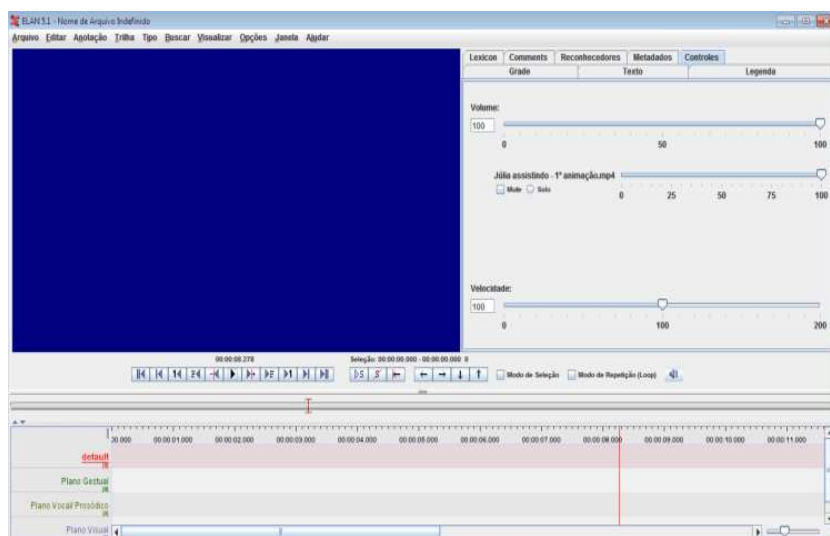 ELAN 5.1 - Nome de Arquivo Indefinido
Arquivo Editar Anotação Trilha Tipo Buscar Visualizar Opções Janela Ajudar
Lexicon Comments Reconhecedores Metadados Controles
Grade Texto Legenda
Volume:
100
0 50 100
Júlia assistindo - 1ª animação.mp4
Mute Solo
0 25 50 75 100
Velocidade:
100
0 100 200
00:00:08.278
Seleção: 00:00:00.000 - 00:00:00.000 0
Modo de Seleção Modo de Repetição (Loop)
00:00:01.000 00:00:02.000 00:00:03.000 00:00:04.000 00:00:05.000 00:00:06.000 00:00:07.000 00:00:08.000 00:00:09.000 00:00:10.000 00:00:11.000
default
Plano Gestual
Plano Vocal Prosódico
Plano Visual